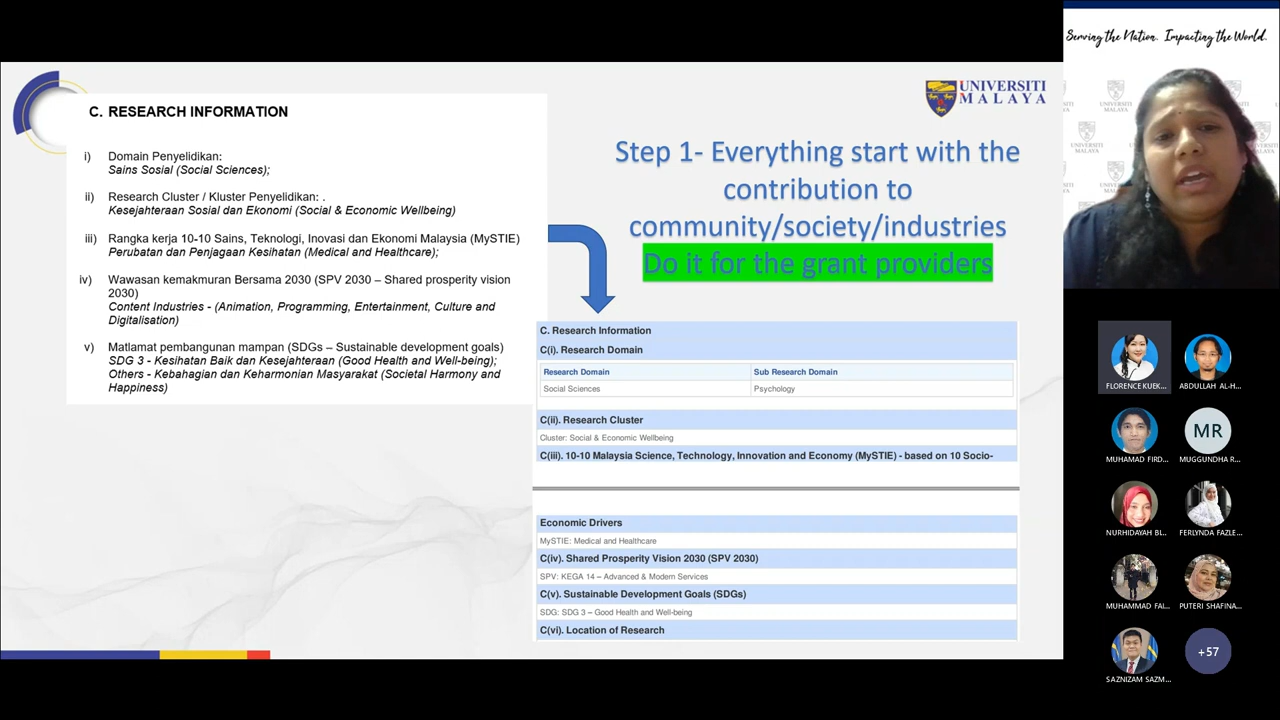 Serving the Nation. Impacting the World.
UNIVERSITI
MALAYA
C. RESEARCH INFORMATION
i) Domain Penyelidikan:
Sains Sosial (Social Sciences);
ii) Research Cluster / Kluster Penyelidikan: .
Kesejahteraan Sosial dan Ekonomi (Social & Economic Wellbeing)
iii) Rangka kerja 10-10 Sains, Teknologi, Inovasi dan Ekonomi Malaysia (MySTIE)
Perubatan dan Penjagaan Kesihatan (Medical and Healthcare);
iv) Wawasan kemakmuran Bersama 2030 (SPV 2030 – Shared prosperity vision
2030)
Content Industries - (Animation, Programming, Entertainment, Culture and
Digitalisation)
v) Matlamat pembangunan mampan (SDGs – Sustainable development goals)
SDG 3 - Kesihatan Baik dan Kesejahteraan (Good Health and Well-being);
Others - Kebahagian dan Keharmonian Masyarakat (Societal Harmony and
Happiness)
Step 1- Everything start with the
contribution to
community/society/industries
Do it for the grant providers
C. Research Information
C(i). Research Domain
Research Domain Sub Research Domain
Social Sciences Psychology
C(ii). Research Cluster
Cluster: Social & Economic Wellbeing
C(iii). 10-10 Malaysia Science, Technology, Innovation and Economy (MySTIE) - based on 10 Socio-
Economic Drivers
MySTIE: Medical and Healthcare
C(iv). Shared Prosperity Vision 2030 (SPV 2030)
SPV: KEGA 14 – Advanced & Modern Services
C(v). Sustainable Development Goals (SDGs)
SDG: SDG 3 – Good Health and Well-being
C(vi). Location of Research
UNIVERSITI
MALAYA
FLORENCE KUEK...
ABDULLAH AL-H...
MUHAMAD FIRD...
MR
MUGGUNDHA R...
NURHIDAYAH BI...
FERLYNDA FAZLE...
MUHAMMAD FAI...
PUTERI SHAFINA...
SAZNIZAM SAZM...
+57